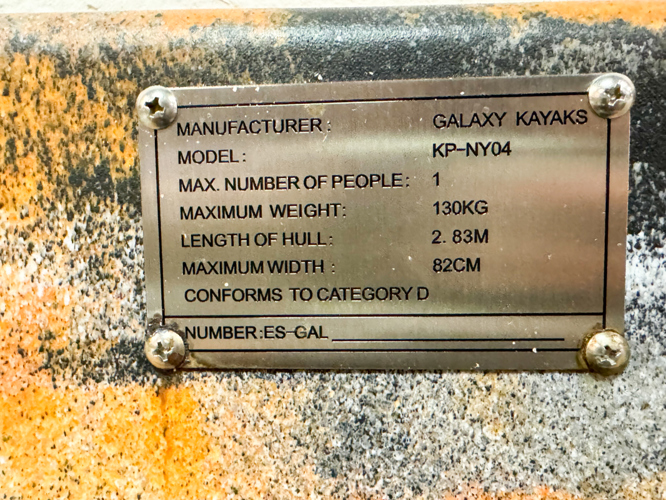 MANUFACTURER: GALAXY KAYAKS
MODEL: KP-NY04
MAX. NUMBER OF PEOPLE: 1
MAXIMUM WEIGHT: 130KG
LENGTH OF HULL: 2. 83M
MAXIMUM WIDTH : 82CM
CONFORMS TO CATEGORY D
NUMBER:ES-GAL